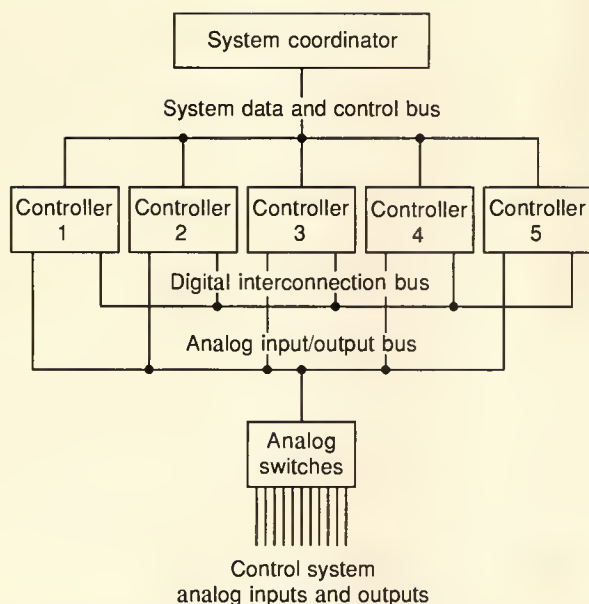 System coordinator
System data and control bus
Controller 1
Controller 2
Controller 3
Controller 4
Controller 5
Digital interconnection bus
Analog input/output bus
Analog
switches
Control system
analog inputs and outputs